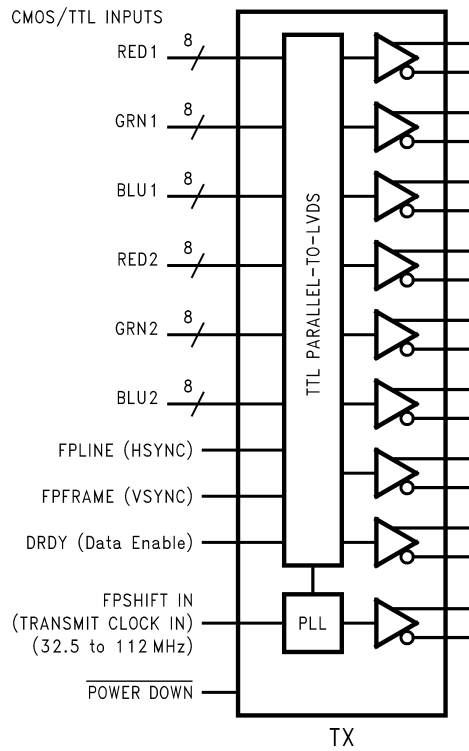 CMOS/TTL INPUTS
RED1 8
GRN1 8
BLU1 8
RED2 8
GRN2 8
BLU2 8
FPLINE (HSYNC)
FPFRAME (VSYNC)
DRDY (Data Enable)
FPSHIFT IN
(TRANSMIT CLOCK IN)
(32.5 to 112 MHz)
POWER DOWN
TTL PARALLEL-TO-LVDS
PLL
TX